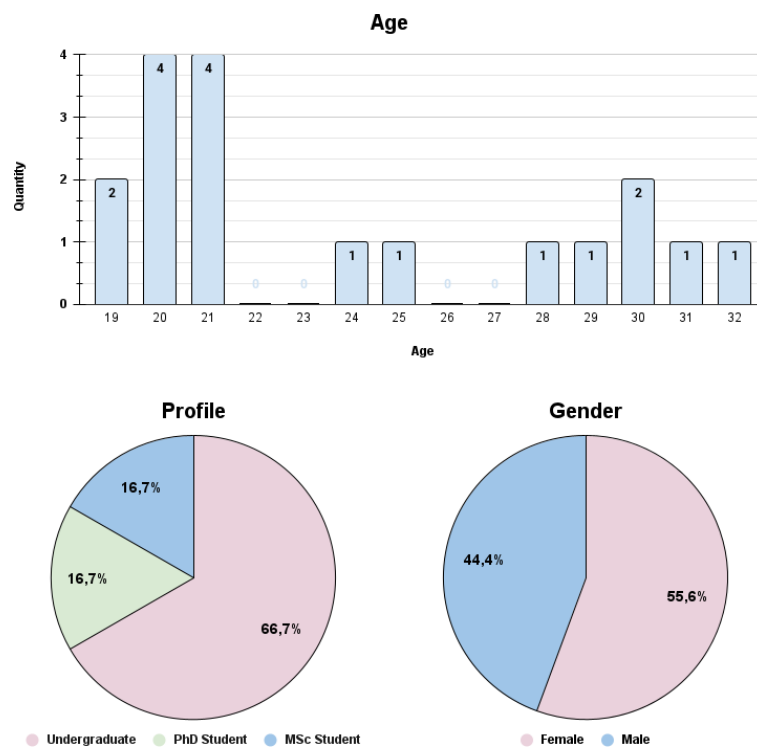 Age
4
4 4
3
Quantity
2
2 2
1
1 1 1 1 1 1
0 0 0 0
0
19 20 21 22 23 24 25 26 27 28 29 30 31 32
Age
Profile Gender
16,7%
44,4%
16,7%
55,6%
66,7%
Undergraduate PhD Student MSc Student Female Male